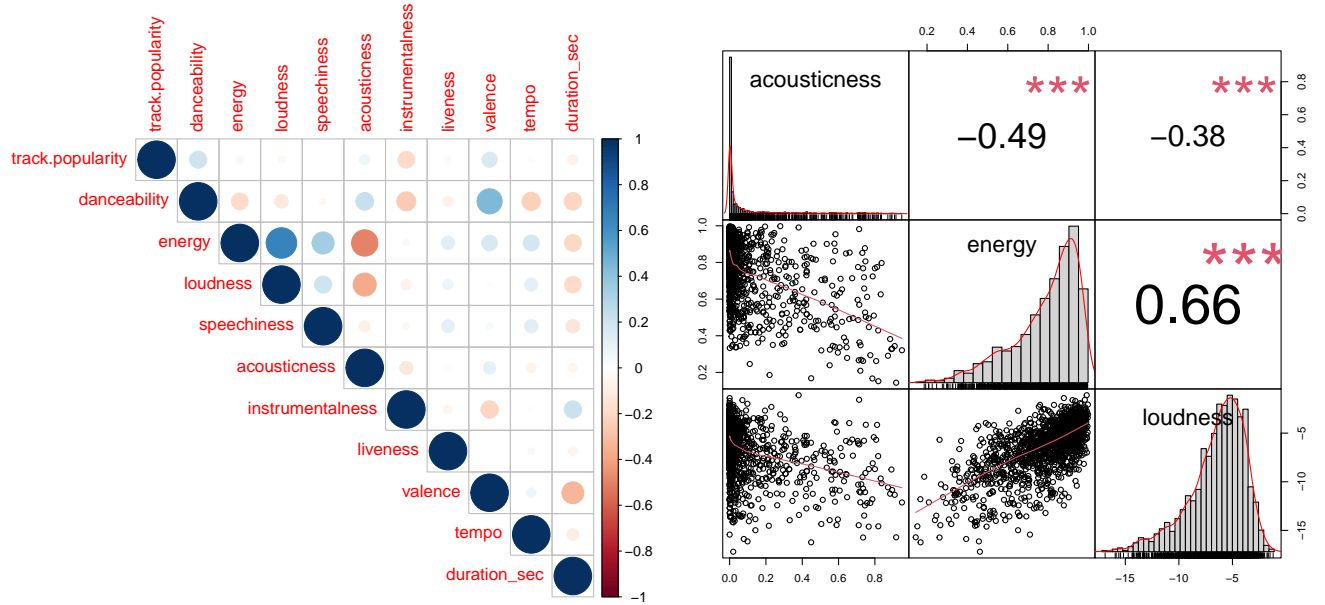 track.popularity
danceability
energy
loudness
speechiness
acousticness
instrumentalness
liveness
valence
tempo
duration_sec
track.popularity
danceability
energy
loudness
speechiness
acousticness
instrumentalness
liveness
valence
tempo
duration_sec
1
0.8
0.6
0.4
0.2
0
−0.2
−0.4
−0.6
−0.8
−1
0.2 0.4 0.6 0.8 1.0
acousticness
***
−0.49
***
−0.38
0.0 0.2 0.4 0.6 0.8
0.2 0.4 0.6 0.8 1.0
energy
***
0.66
loudness
−15 −10 −5
0.0 0.2 0.4 0.6 0.8
−15 −10 −5